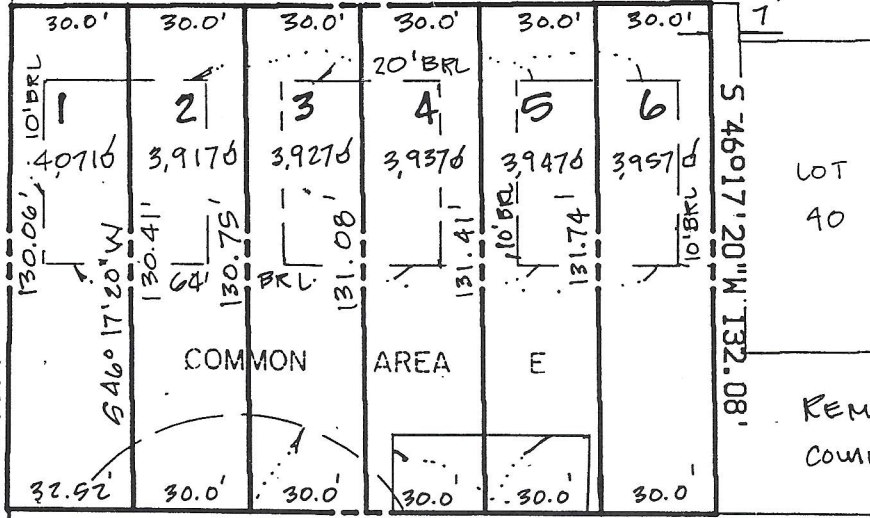 30.0' 30.0' 30.0' 30.0' 30.0' 30.0' 7
20' BRL
10' BRL
1 2 3 4 5 6
4,071 3,917 3,927 3,937 3,947 3,957
LOT
40
130.06'
S 46° 17' 20" W
130.41'
130.75'
131.08'
131.41'
10' BRL
131.74'
10' BRL
S 46°17'20"W 132.08'
64' BRL
COMMON AREA E
32.52' 30.0' 30.0' 30.0' 30.0' 30.0'